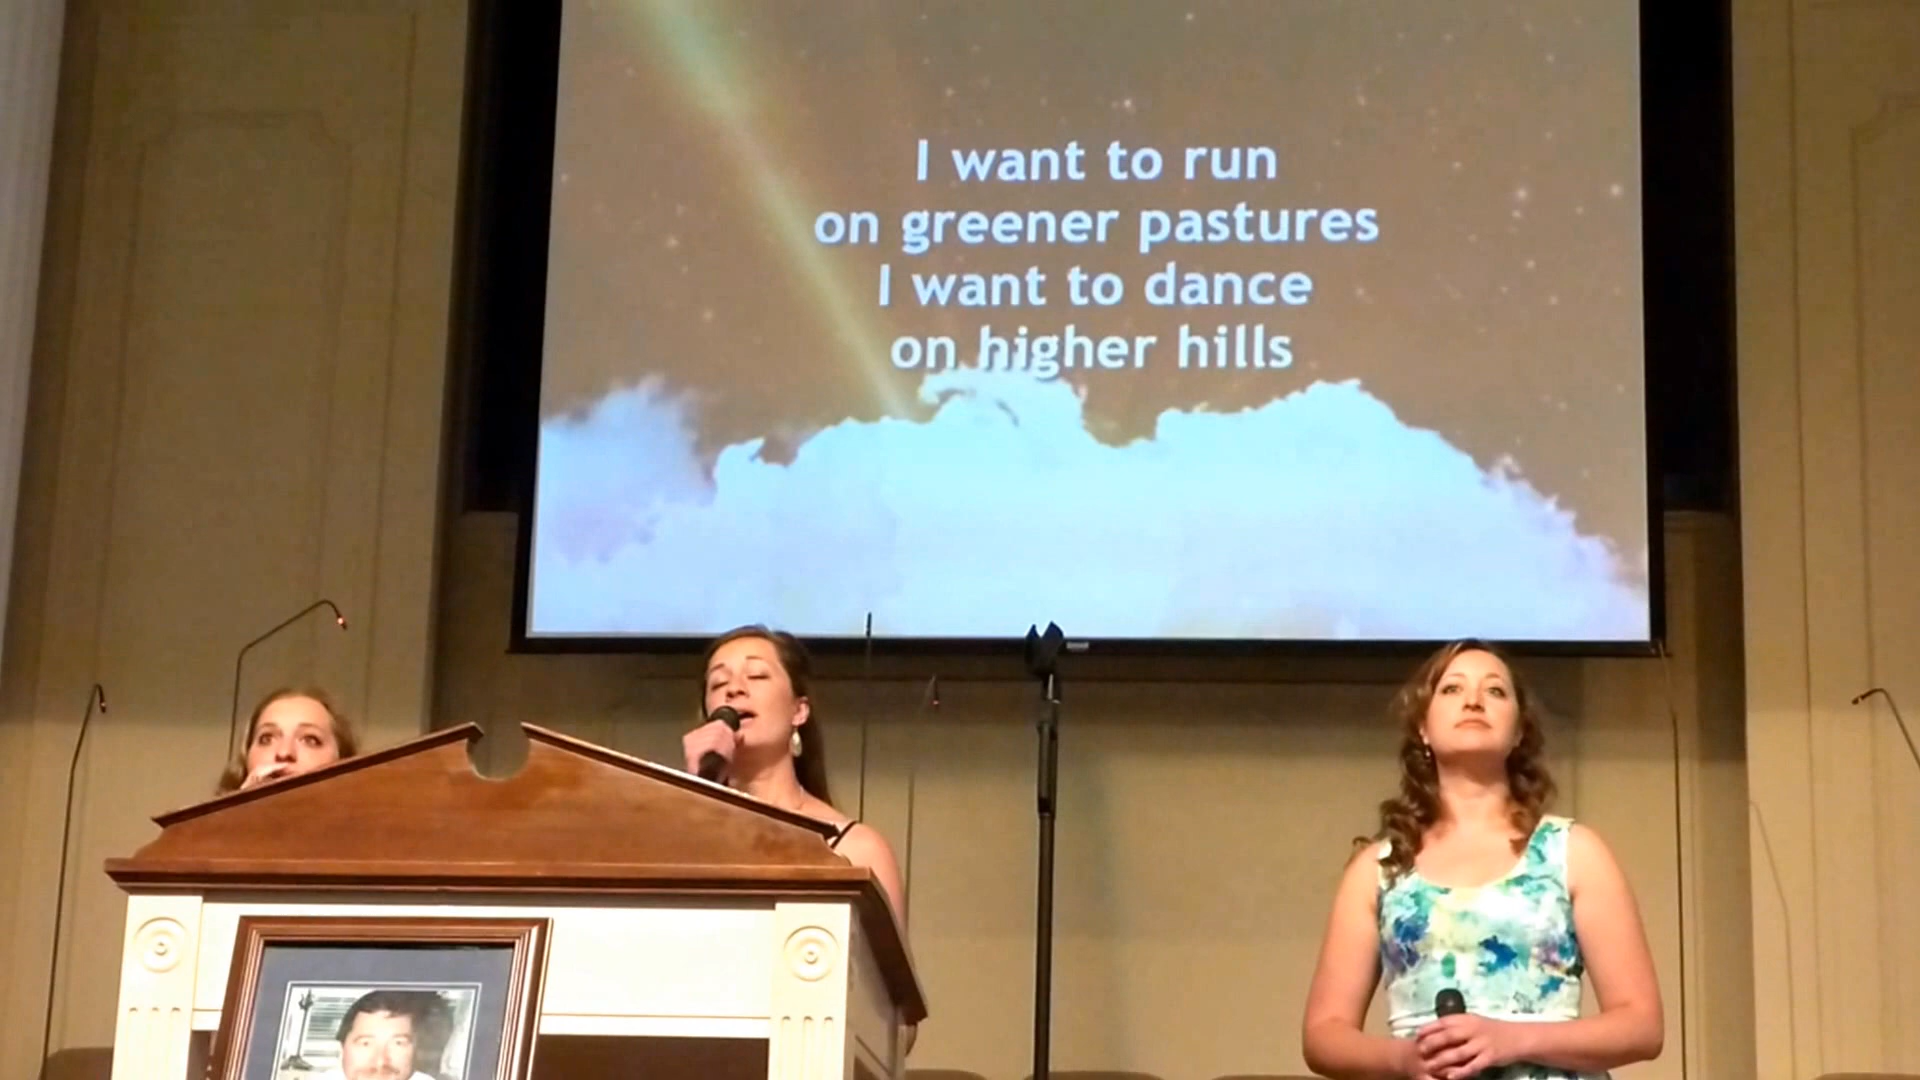 I want to run
on greener pastures
I want to dance
on higher hills